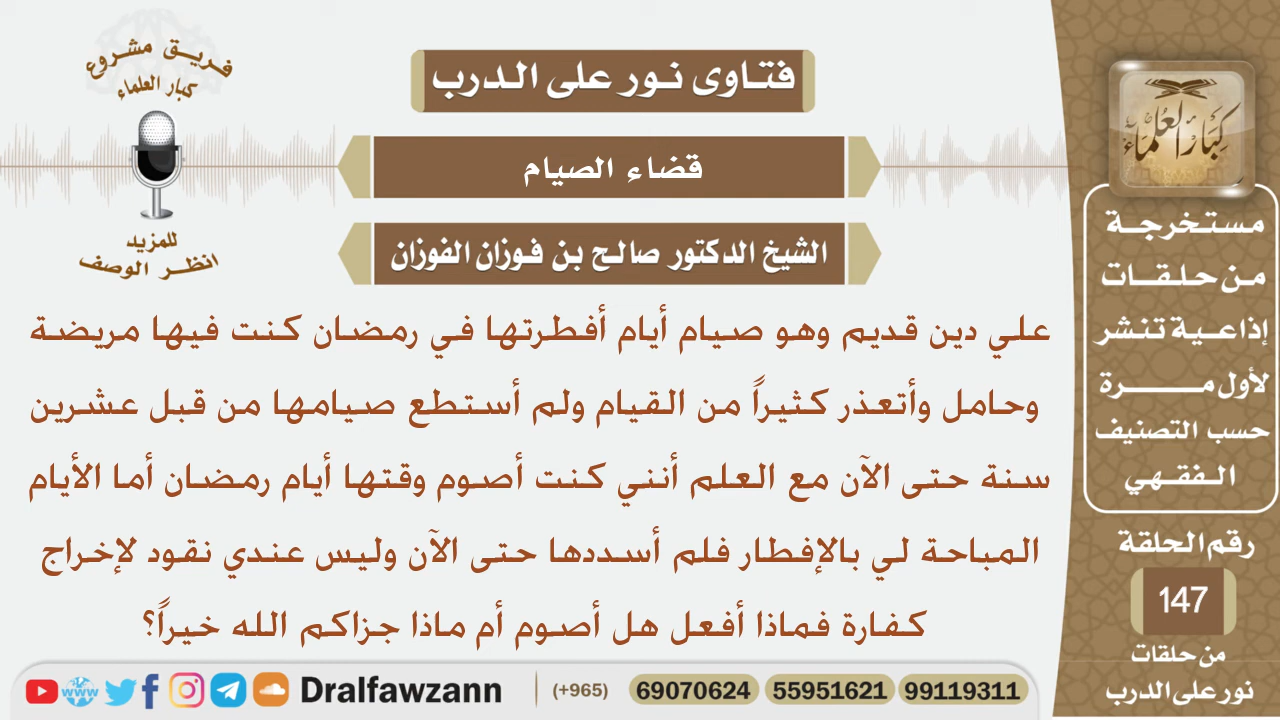 فريق مشروع
كبار العلماء
للمزيد
انظر الوصف
فتاوى نور على الدرب
قضاء الصيام
الشيخ الدكتور صالح بن فوزان الفوزان
علي دين قديم وهو صيام أيام أفطرتها في رمضان كنت فيها مريضة
وحامل وأتعذر كثيراً من القيام ولم أستطع صيامها من قبل عشرين
سنة حتى الآن مع العلم أنني كنت أصوم وقتها أيام رمضان أما الأيام
المباحة لي بالإفطار فلم أسددها حتى الآن وليس عندي نقود لإخراج
كفارة فماذا أفعل هل أصوم أم ماذا جزاكم الله خيراً؟
كبار العلماء
مستخرجة
من حلقات
إذاعية تنشر
لأول مرة
حسب التصنيف
الفقهي
رقم الحلقة
147
من حلقات
نور على الدرب
www Dralfawzann (+965) 69070624 55951621 99119311